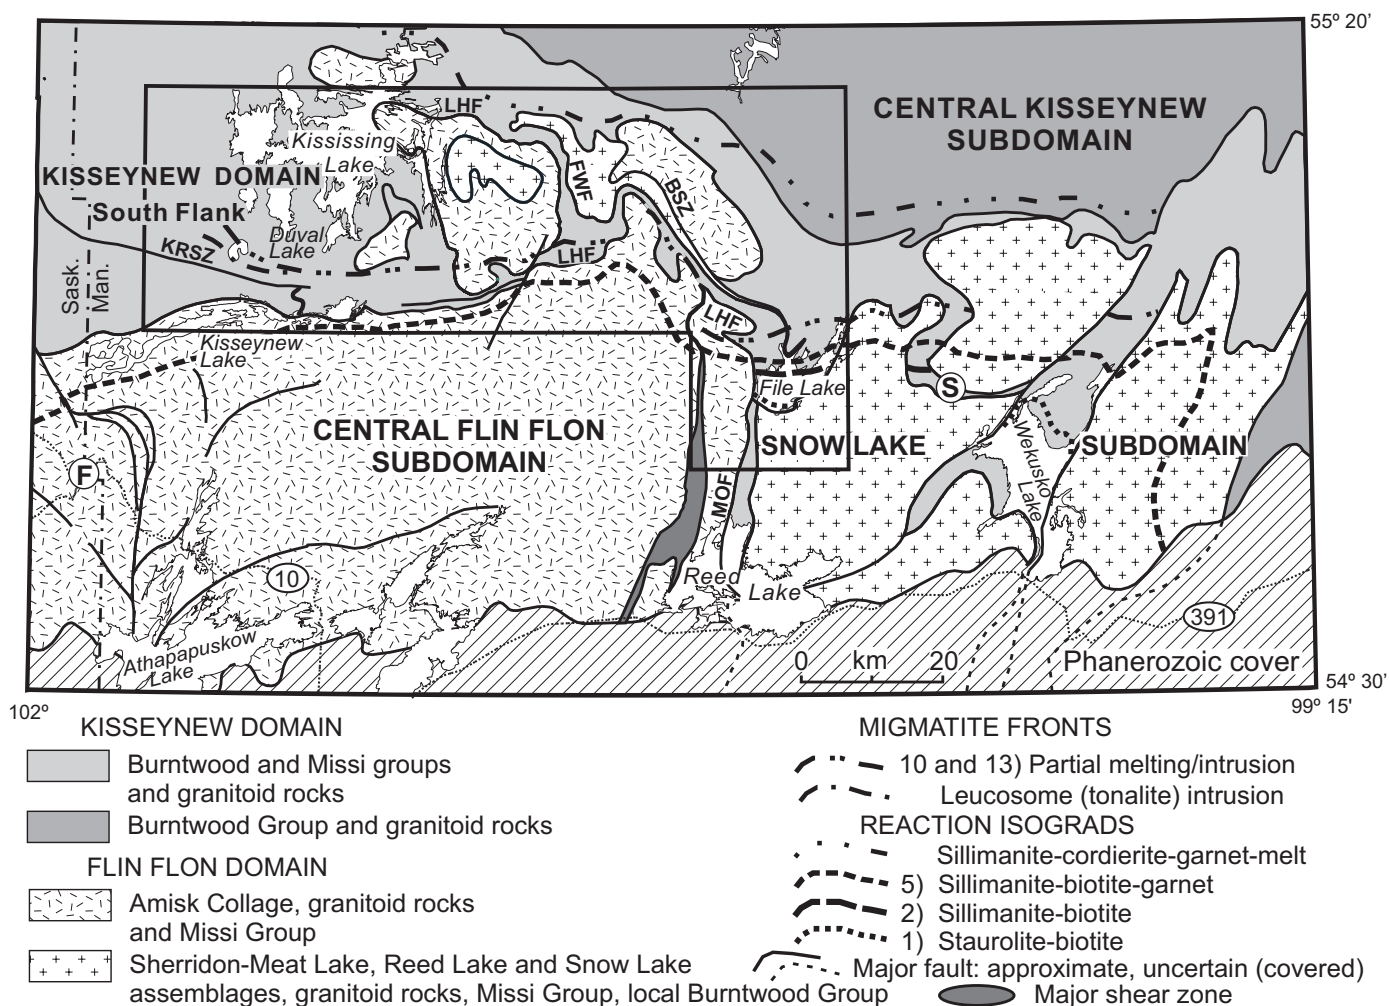 55º 20'
CENTRAL KISSEYNEW
SUBDOMAIN
LHF
Kississing
Lake
KISSEYNEW DOMAIN
South Flank
FWF
BSZ
Duval
Lake
KRSZ
LHF
Sask.
Man.
LHF
Kisseynew
Lake
File Lake
S
CENTRAL FLIN FLON
SUBDOMAIN
SNOW LAKE
SUBDOMAIN
Wekusko
Lake
F
MOF
10
Reed
Lake
391
Athapapuskow
Lake
0 km 20
Phanerozoic cover
54º 30'
102º
99º 15'
KISSEYNEW DOMAIN
Burntwood and Missi groups
and granitoid rocks
Burntwood Group and granitoid rocks
FLIN FLON DOMAIN
Amisk Collage, granitoid rocks
and Missi Group
Sherridon-Meat Lake, Reed Lake and Snow Lake
assemblages, granitoid rocks, Missi Group, local Burntwood Group
MIGMATITE FRONTS
10 and 13) Partial melting/intrusion
Leucosome (tonalite) intrusion
REACTION ISOGRADS
Sillimanite-cordierite-garnet-melt
5) Sillimanite-biotite-garnet
2) Sillimanite-biotite
1) Staurolite-biotite
Major fault: approximate, uncertain (covered)
Major shear zone